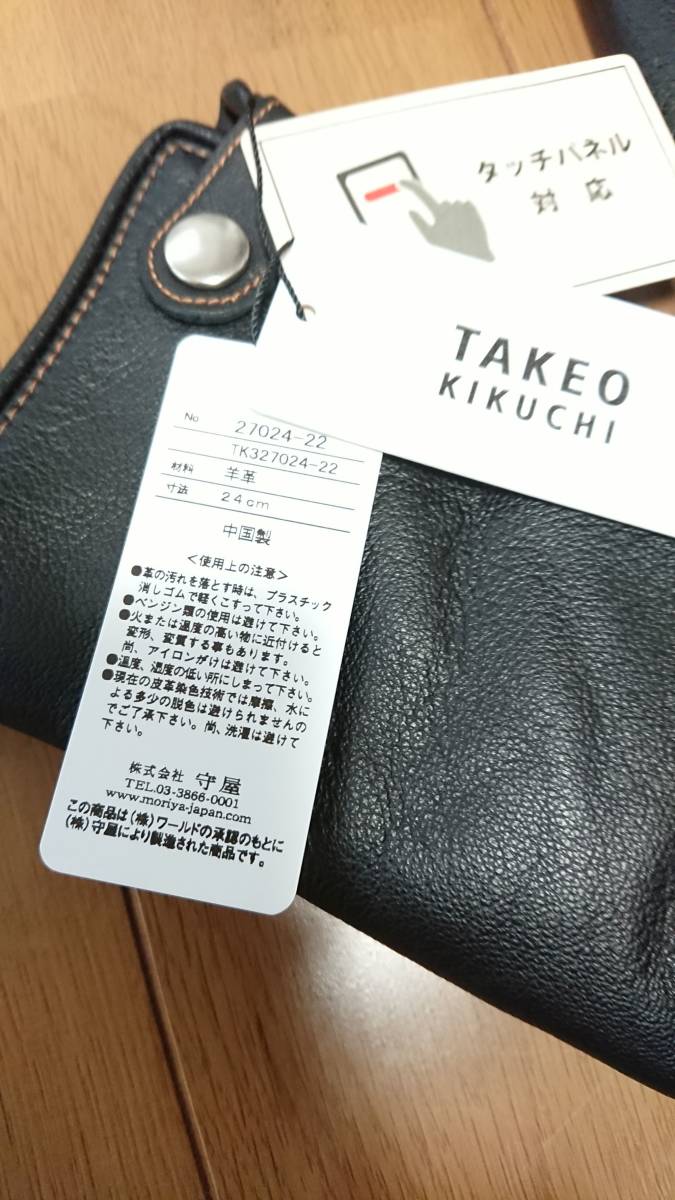 タッチパネル
対応
TAKEO
KIKUCHI
No 27024-22
TK327024-22
材料 羊革
寸法 24cm
中国製
<使用上の注意>
●革の汚れを落とす時は、プラスチック
消しゴムで軽くこすって下さい。
●ベンジン類の使用は避けて下さい。
●火または温度の高い物に近付けると
変形、変質する事もあります。
尚、アイロンがけは避けて下さい。
●温度、湿度の低い所にしまって下さい。
●現在の皮革染色技術では摩擦、水に
よる多少の脱色は避けられませんの
でご了承下さい。尚、洗濯は避けて
下さい。
株式会社 守屋
TEL.03-3866-0001
www.moriya-japan.com
この商品は(株)ワールドの承認のもとに
(株)守屋により製造された商品です。